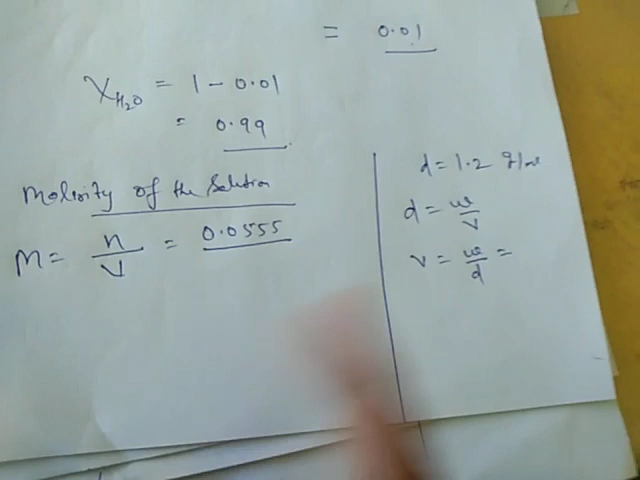 = 0.01
X H2O = 1 - 0.01
= 0.99
Molarity of the Solution
M = n/V = 0.0555
d = 1.2 g/ml
d = w/v
v = w/d =